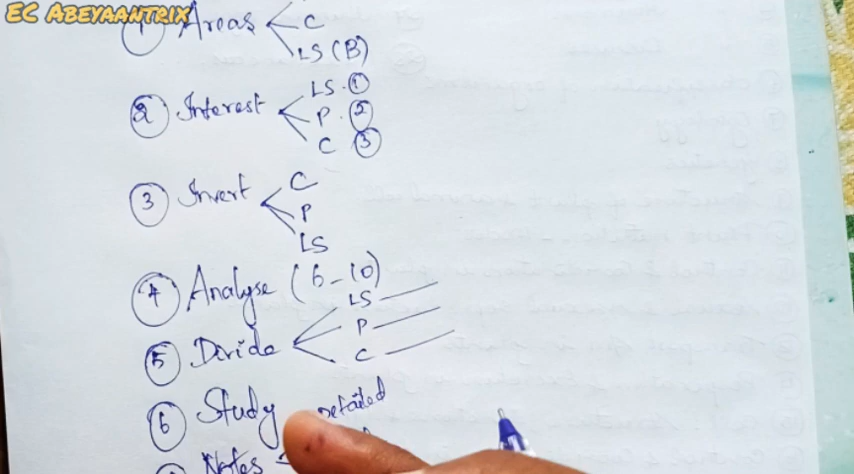 EC ABEYAANTRIX
① Areas C
LS (B)
② Interest LS. ①
P. ②
C ③
③ Invert C
P
LS
④ Analyse (6-10)
⑤ Divide LS
P
C
⑥ Study Detailed
Notes